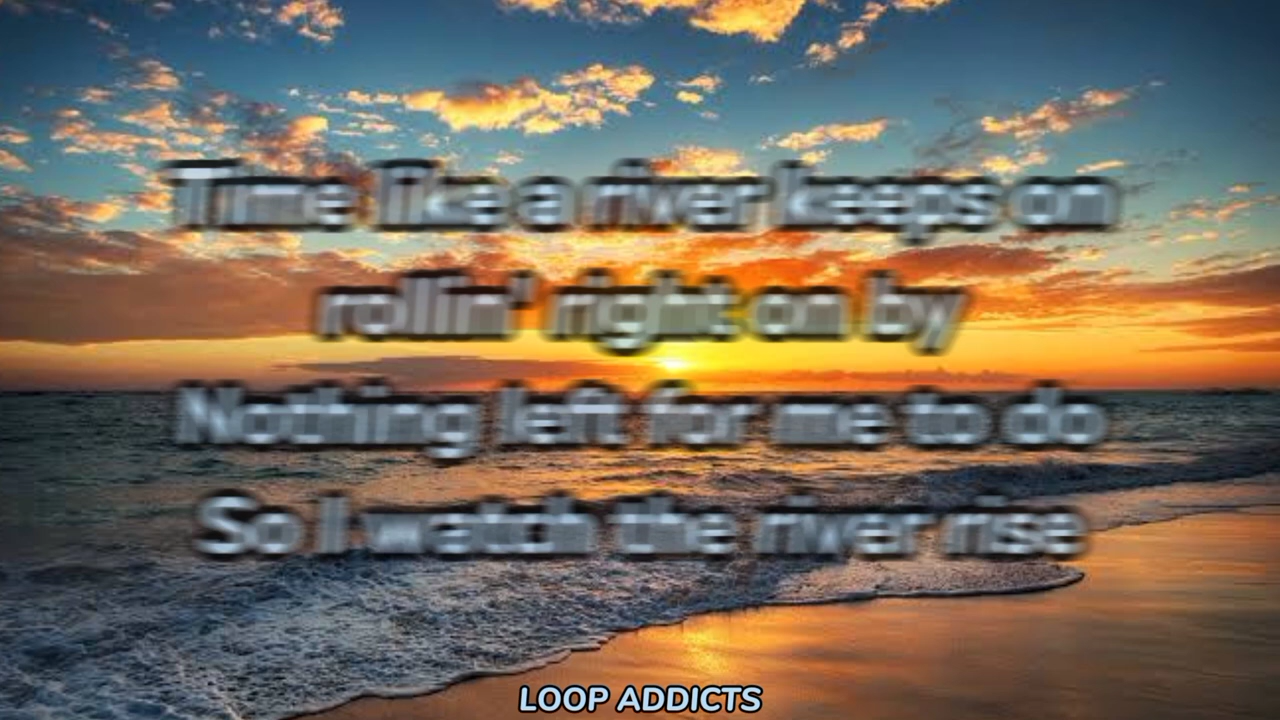 Time like a river keeps on
rollin' right on by
Nothing left for me to do
So I watch the river rise
LOOP ADDICTS